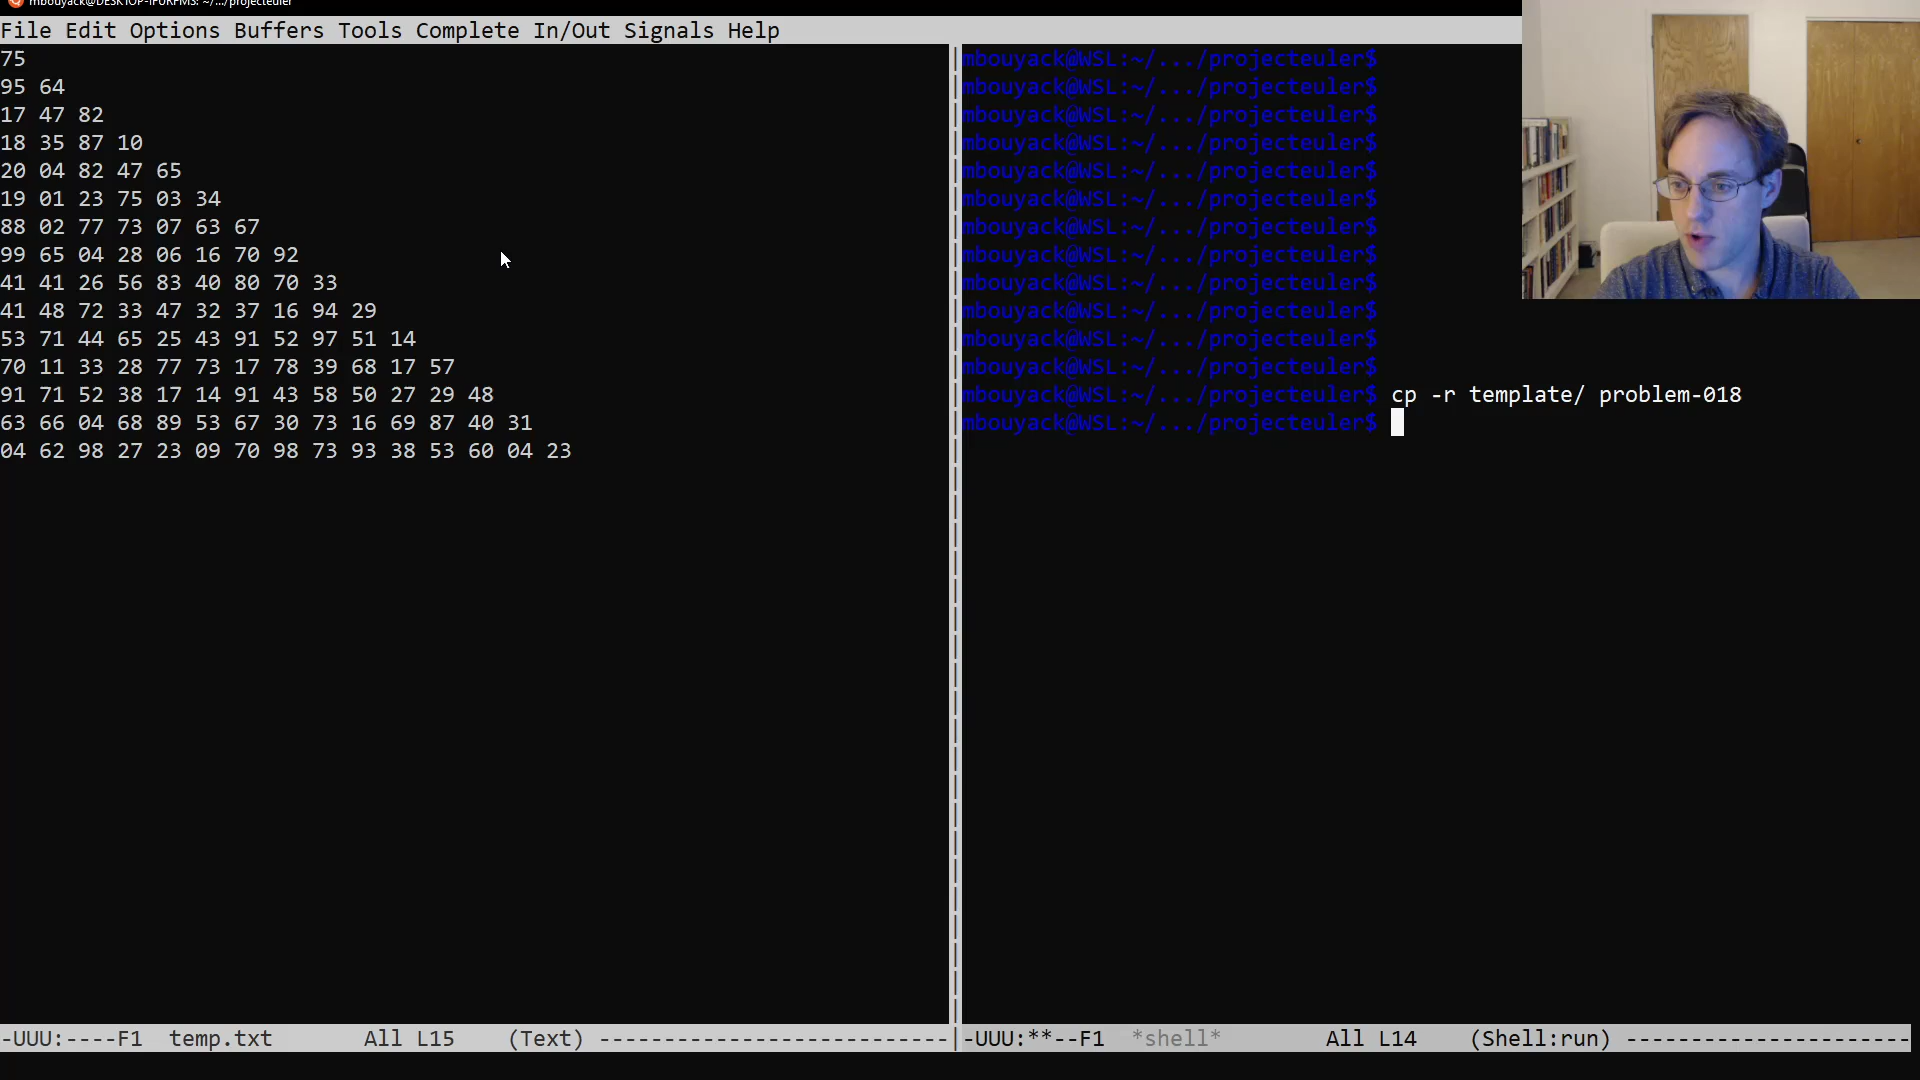 mbouyack@DESKTOP-IFURFMS: ~/.../projecteuler
File Edit Options Buffers Tools Complete In/Out Signals Help
75
95 64
17 47 82
18 35 87 10
20 04 82 47 65
19 01 23 75 03 34
88 02 77 73 07 63 67
99 65 04 28 06 16 70 92
41 41 26 56 83 40 80 70 33
41 48 72 33 47 32 37 16 94 29
53 71 44 65 25 43 91 52 97 51 14
70 11 33 28 77 73 17 78 39 68 17 57
91 71 52 38 17 14 91 43 58 50 27 29 48
63 66 04 68 89 53 67 30 73 16 69 87 40 31
04 62 98 27 23 09 70 98 73 93 38 53 60 04 23
-UUU:----F1 temp.txt All L15 (Text) ---------------------------
mbouyack@WSL:~/.../projecteuler$
mbouyack@WSL:~/.../projecteuler$
mbouyack@WSL:~/.../projecteuler$
mbouyack@WSL:~/.../projecteuler$
mbouyack@WSL:~/.../projecteuler$
mbouyack@WSL:~/.../projecteuler$
mbouyack@WSL:~/.../projecteuler$
mbouyack@WSL:~/.../projecteuler$
mbouyack@WSL:~/.../projecteuler$
mbouyack@WSL:~/.../projecteuler$
mbouyack@WSL:~/.../projecteuler$
mbouyack@WSL:~/.../projecteuler$
mbouyack@WSL:~/.../projecteuler$ cp -r template/ problem-018
mbouyack@WSL:~/.../projecteuler$
-UUU:**--F1 *shell* All L14 (Shell:run) ----------------------